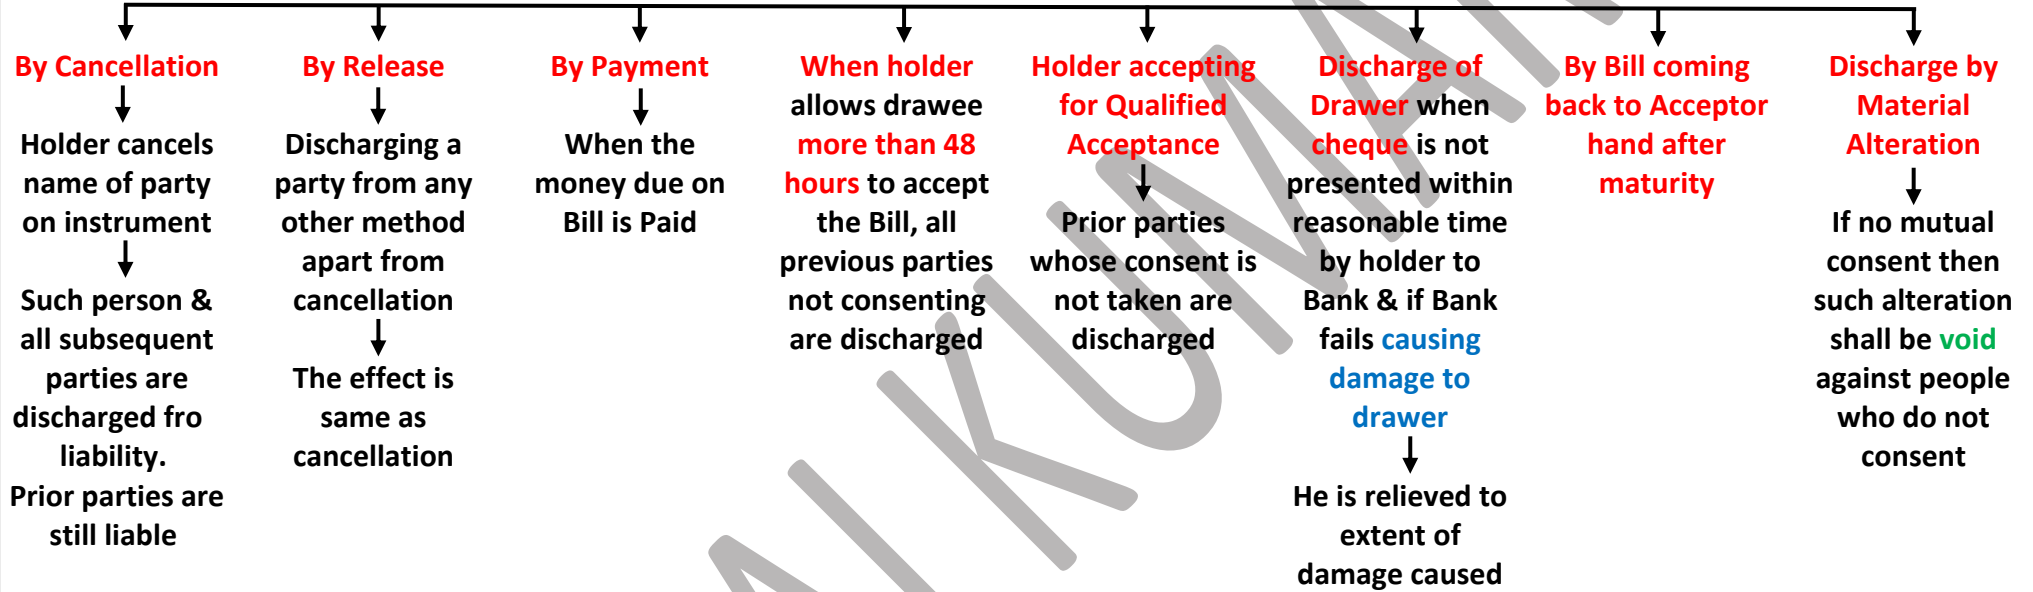 By Cancellation
Holder cancels
name of party
on instrument
Such person &
all subsequent
parties are
discharged fro
liability.
Prior parties are
still liable
By Release
Discharging a
party from any
other method
apart from
cancellation
The effect is
same as
cancellation
By Payment
When the
money due on
Bill is Paid
When holder
allows drawee
more than 48
hours to accept
the Bill, all
previous parties
not consenting
are discharged
Holder accepting
for Qualified
Acceptance
Prior parties
whose consent is
not taken are
discharged
Discharge of
Drawer when
cheque is not
presented within
reasonable time
by holder to
Bank & if Bank
fails causing
damage to
drawer
He is relieved to
extent of
damage caused
By Bill coming
back to Acceptor
hand after
maturity
Discharge by
Material
Alteration
If no mutual
consent then
such alteration
shall be void
against people
who do not
consent